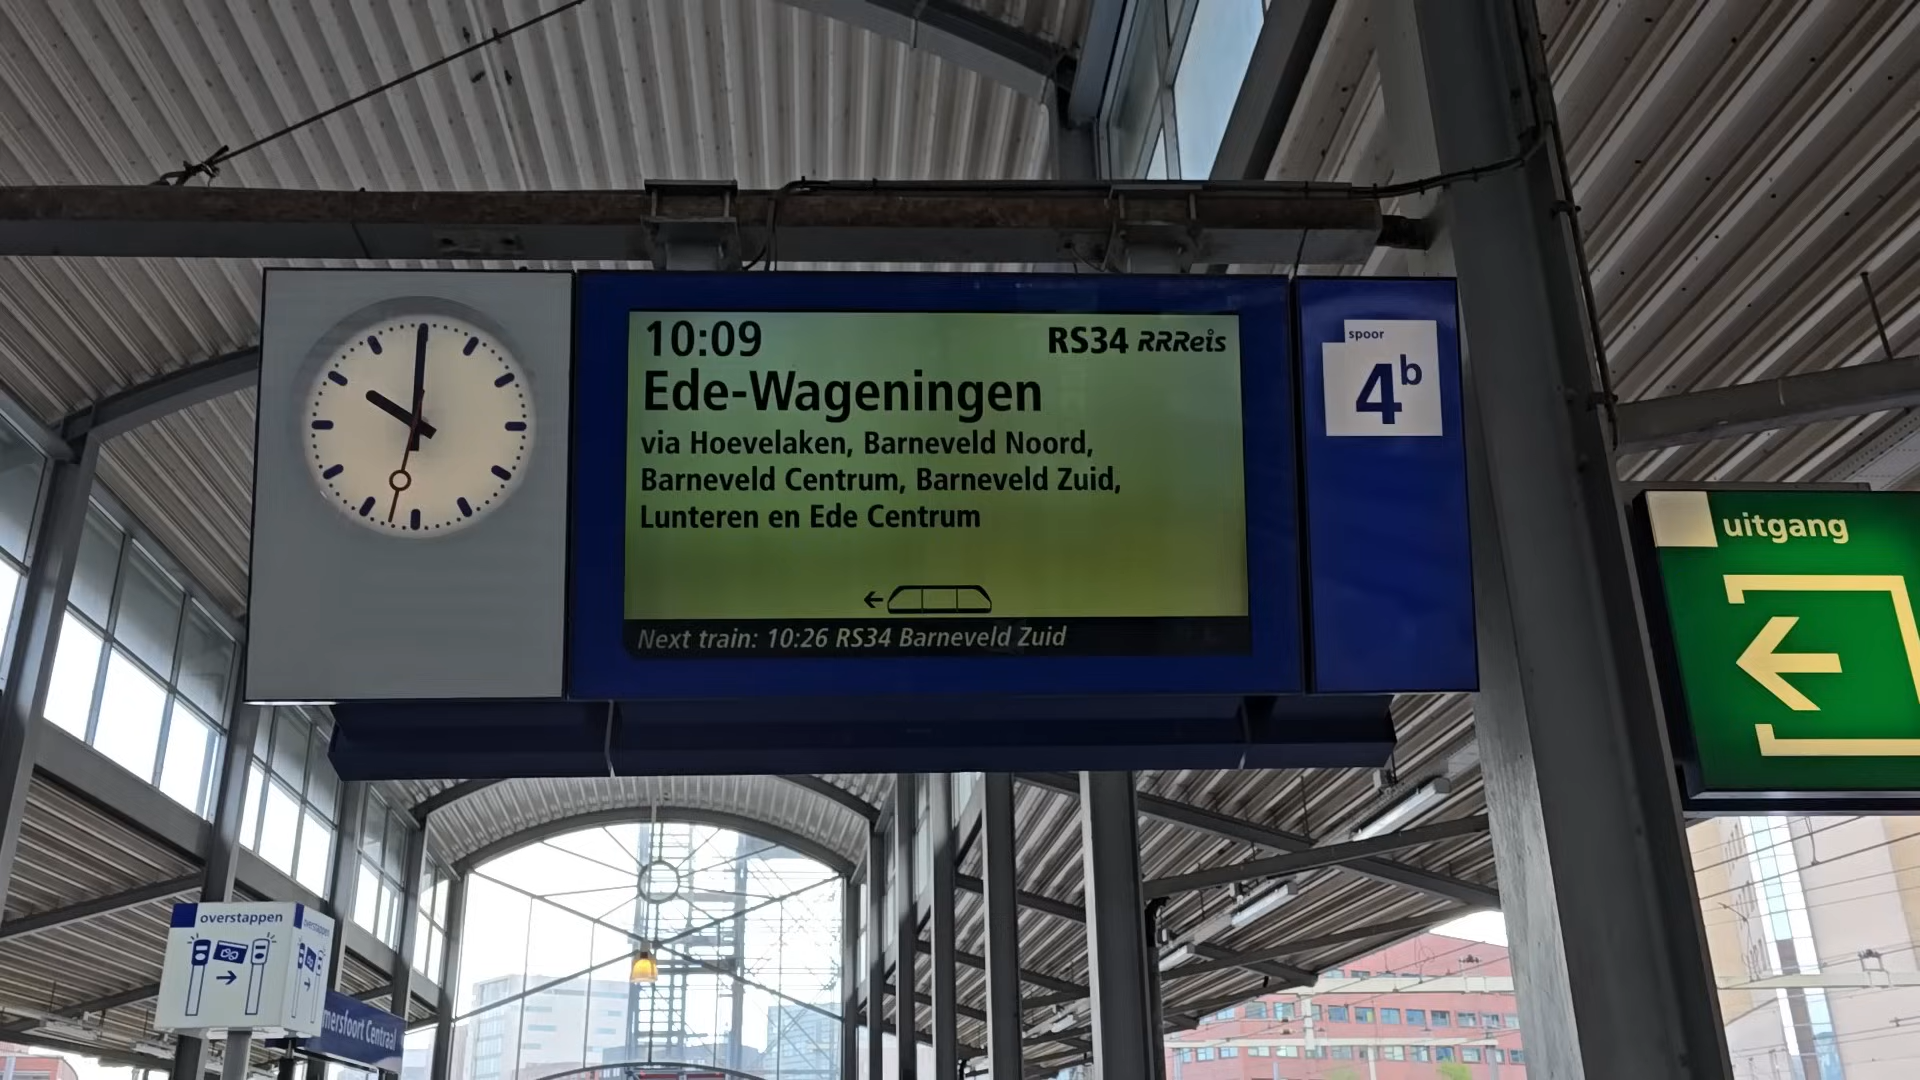 10:09 RS34 RRReis
Ede-Wageningen
via Hoevelaken, Barneveld Noord,
Barneveld Centrum, Barneveld Zuid,
Lunteren en Ede Centrum
Next train: 10:26 RS34 Barneveld Zuid
spoor
4b
uitgang
overstappen
overstappen
mersfoort Centraal